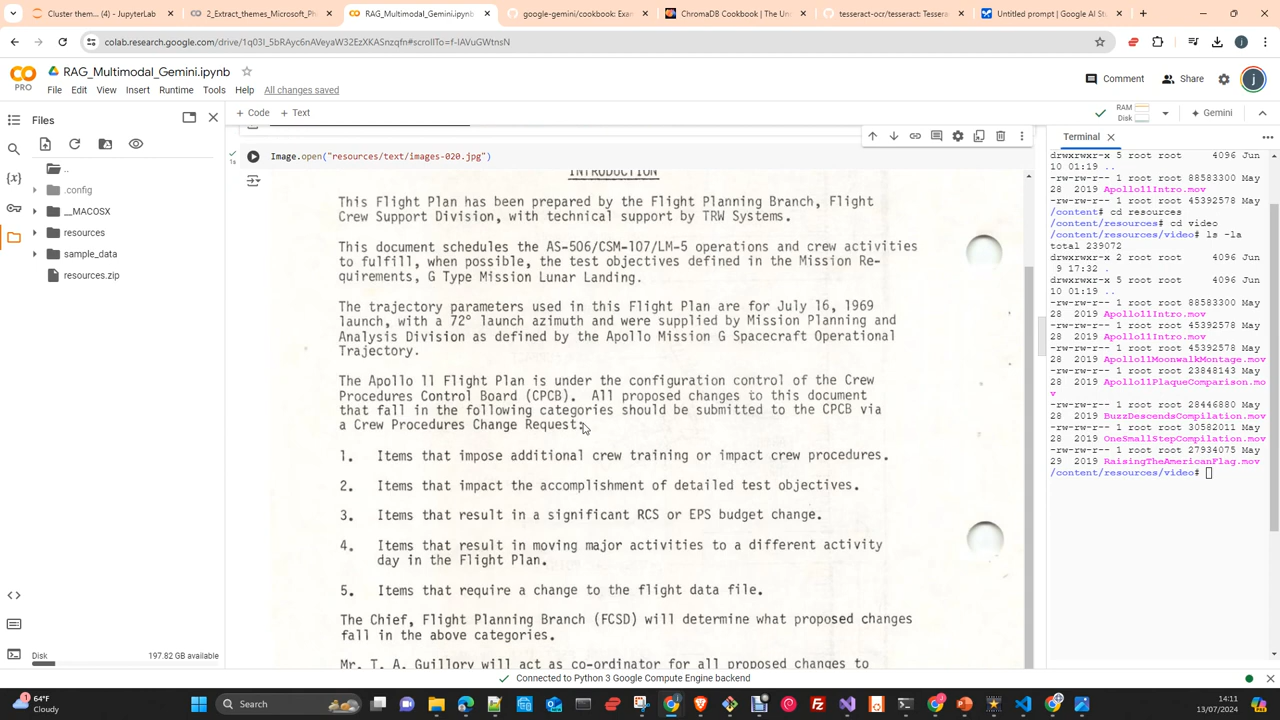 Cluster them… (4) - JupyterLab
2_Extract_themes_Microsoft_Ph
RAG_Multimodal_Gemini.ipynb
google-gemini/cookbook: Exa
ChromaDB Cookbook | The Un
tesseract-ocr/tesseract: Tessera
Untitled prompt | Google AI St
colab.research.google.com/drive/1q03I_5bRAyc6nAVeyaW32EzXKASnzqfn#scrollTo=f-lAVuGWtnsN
PRO
RAG_Multimodal_Gemini.ipynb
File Edit View Insert Runtime Tools Help All changes saved
Comment Share
Files
+ Code + Text
RAM
Disk
Gemini
..
.config
__MACOSX
resources
sample_data
resources.zip
1s
Image.open("resources/text/images-020.jpg")
INTRODUCTION
This Flight Plan has been prepared by the Flight Planning Branch, Flight
Crew Support Division, with technical support by TRW Systems.
This document schedules the AS-506/CSM-107/LM-5 operations and crew activities
to fulfill, when possible, the test objectives defined in the Mission Re-
quirements, G Type Mission Lunar Landing.
The trajectory parameters used in this Flight Plan are for July 16, 1969
launch, with a 72° launch azimuth and were supplied by Mission Planning and
Analysis Division as defined by the Apollo Mission G Spacecraft Operational
Trajectory.
The Apollo 11 Flight Plan is under the configuration control of the Crew
Procedures Control Board (CPCB). All proposed changes to this document
that fall in the following categories should be submitted to the CPCB via
a Crew Procedures Change Request:
1. Items that impose additional crew training or impact crew procedures.
2. Items that impact the accomplishment of detailed test objectives.
3. Items that result in a significant RCS or EPS budget change.
4. Items that result in moving major activities to a different activity
day in the Flight Plan.
5. Items that require a change to the flight data file.
The Chief, Flight Planning Branch (FCSD) will determine what proposed changes
fall in the above categories.
Mr. T. A. Guillory will act as co-ordinator for all proposed changes to
Terminal
drwxrwxr-x 5 root root 4096 Jun
10 01:19 ..
-rw-rw-r-- 1 root root 88583300 May
28 2019 Apollo11Intro.mov
-rw-rw-r-- 1 root root 45392578 May
/content# cd resources
/content/resources# cd video
/content/resources/video# ls -la
total 239072
drwxrwxr-x 2 root root 4096 Jun
9 17:32 .
drwxrwxr-x 5 root root 4096 Jun
10 01:19 ..
-rw-rw-r-- 1 root root 88583300 May
28 2019 Apollo11Intro.mov
-rw-rw-r-- 1 root root 45392578 May
28 2019 Apollo11MoonwalkMontage.mov
-rw-rw-r-- 1 root root 23848143 May
28 2019 Apollo11PlaqueComparison.mo
v
-rw-rw-r-- 1 root root 28446880 May
28 2019 BuzzDescendsCompilation.mov
-rw-rw-r-- 1 root root 30582011 May
28 2019 OneSmallStepCompilation.mov
-rw-rw-r-- 1 root root 27934075 May
29 2019 RaisingTheAmericanFlag.mov
/content/resources/video#
Disk 197.82 GB available
Connected to Python 3 Google Compute Engine backend
64°F
Cloudy
Search
14:11
13/07/2024